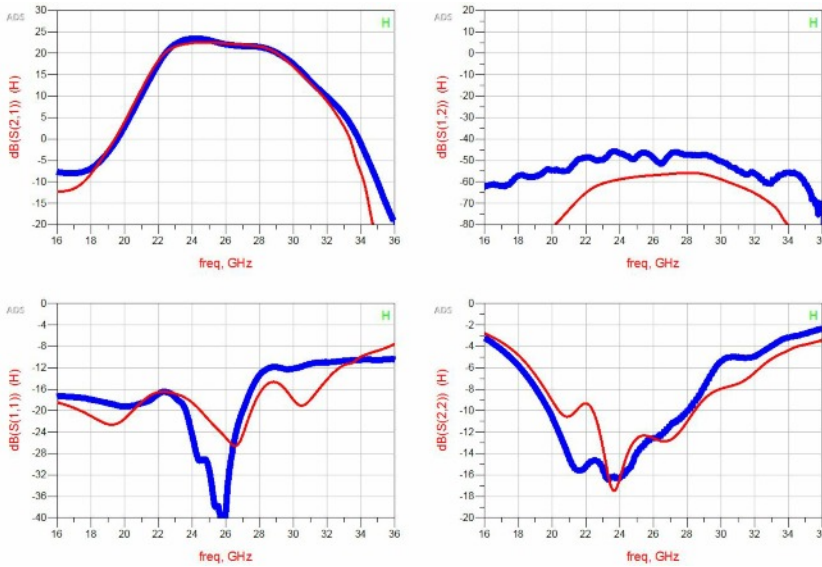 ADS
H
dB(S(2,1)) (H)
30
25
20
15
10
5
0
-5
-10
-15
-20
16 18 20 22 24 26 28 30 32 34 36
freq, GHz
ADS
H
dB(S(1,2)) (H)
20
10
0
-10
-20
-30
-40
-50
-60
-70
-80
16 18 20 22 24 26 28 30 32 34 3
freq, GHz
ADS
H
dB(S(1,1)) (H)
0
-4
-8
-12
-16
-20
-24
-28
-32
-36
-40
16 18 20 22 24 26 28 30 32 34 36
freq, GHz
ADS
H
dB(S(2,2)) (H)
0
-2
-4
-6
-8
-10
-12
-14
-16
-18
-20
16 18 20 22 24 26 28 30 32 34 3
freq, GHz